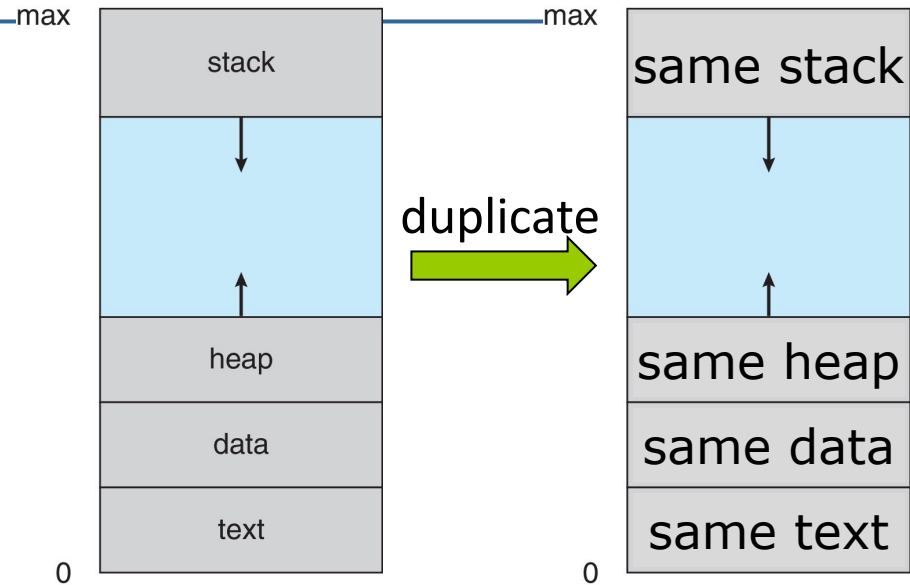 max
stack
heap
data
text
0
duplicate
max
same stack
same heap
same data
same text
0